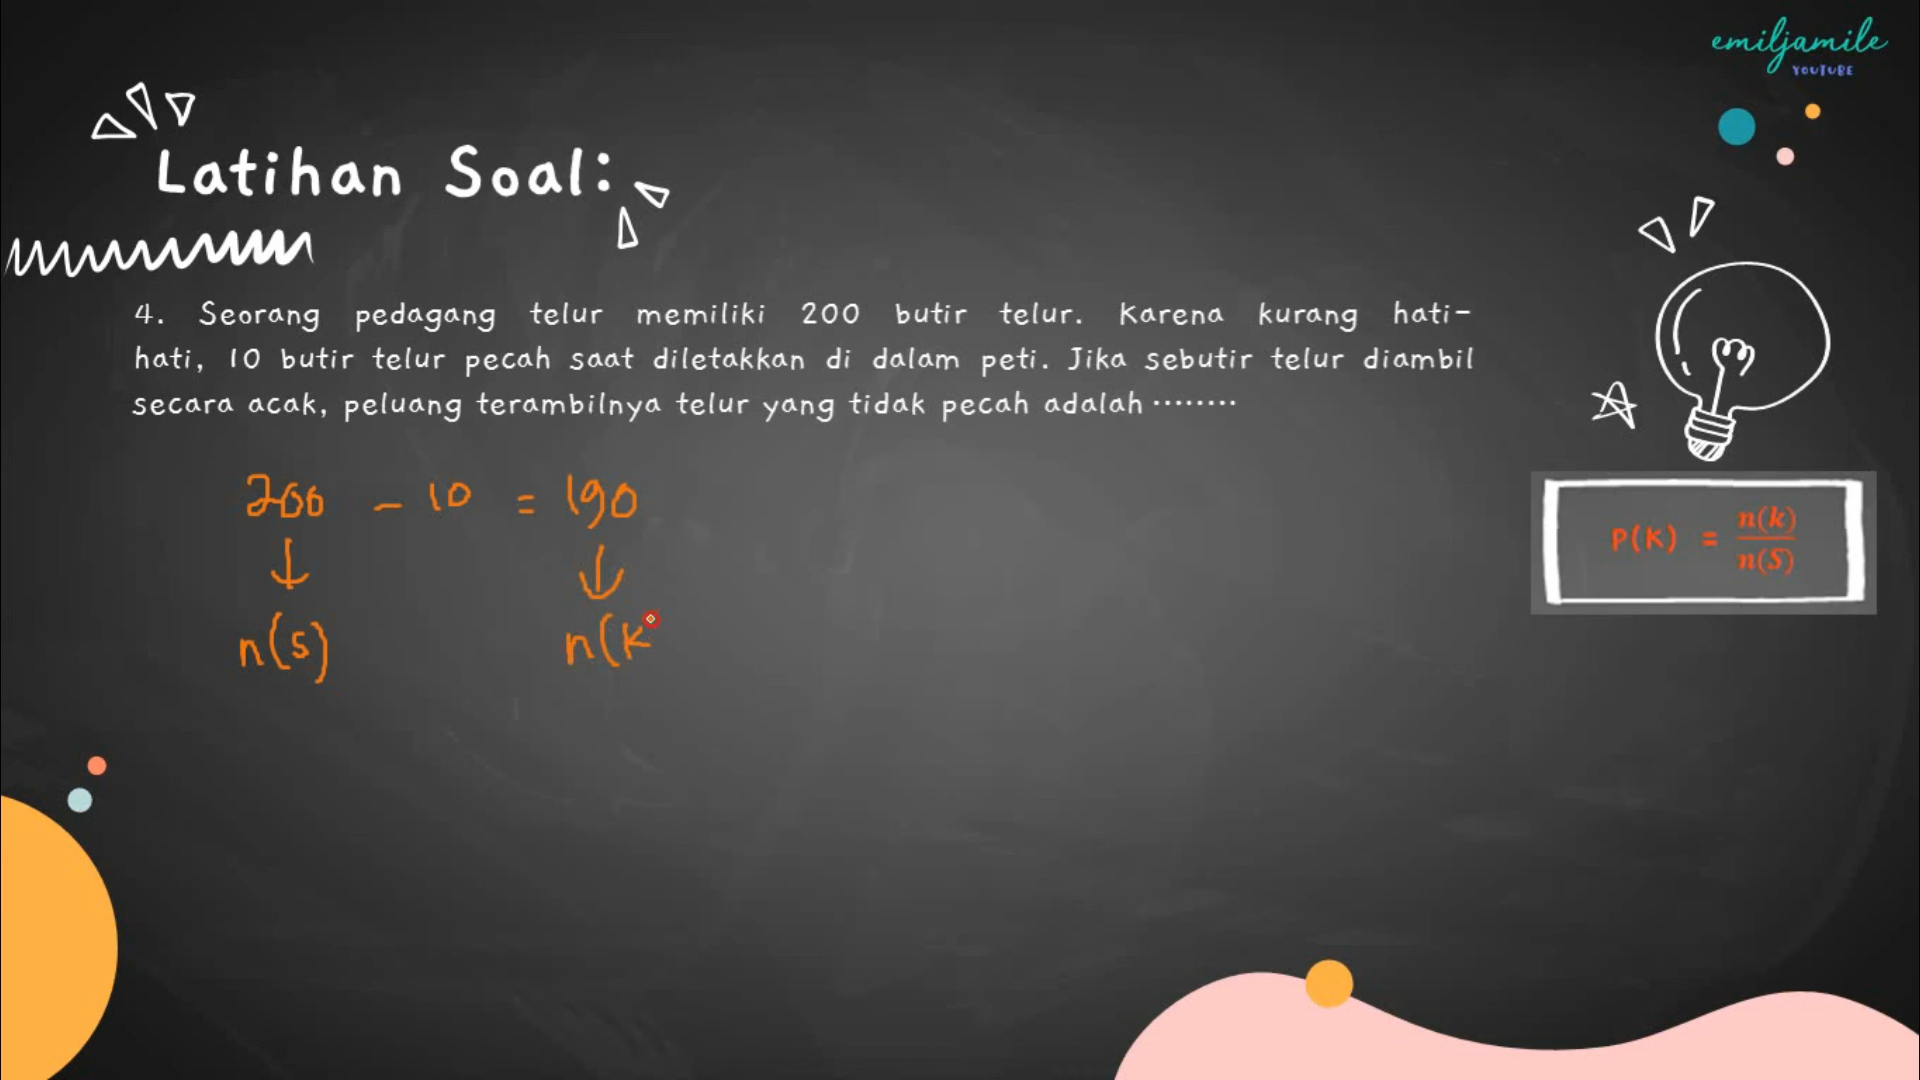 emiljamile
YOUTUBE
Latihan Soal:
4. Seorang pedagang telur memiliki 200 butir telur. Karena kurang hati-
hati, 10 butir telur pecah saat diletakkan di dalam peti. Jika sebutir telur diambil
secara acak, peluang terambilnya telur yang tidak pecah adalah ........
200 - 10 = 190
↓ ↓
n(s) n(k
P(K) = n(k)/n(S)